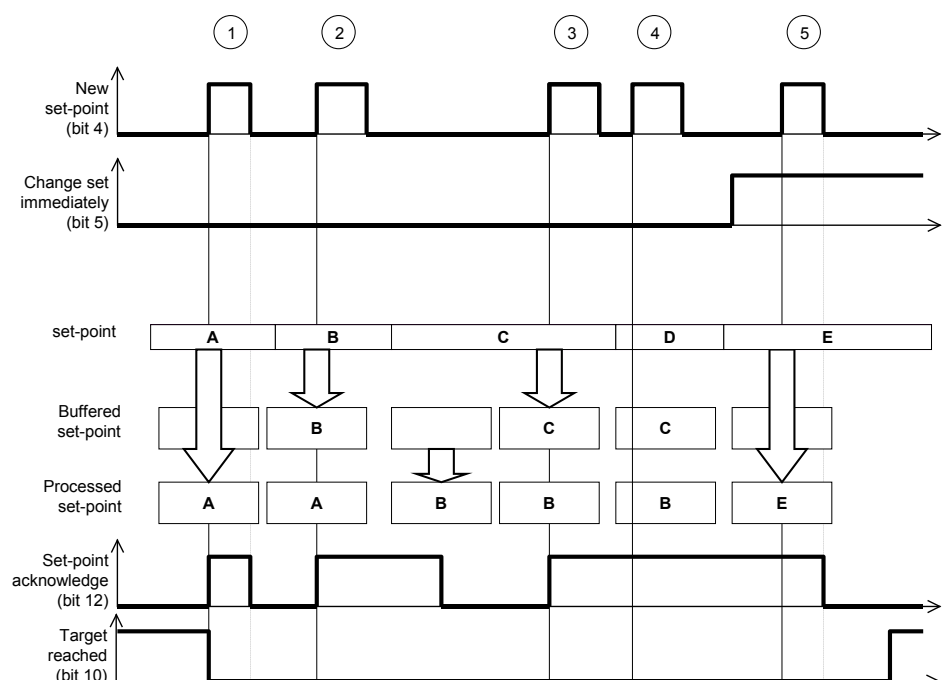 1 2 3 4 5
New
set-point
(bit 4)
Change set
immediately
(bit 5)
set-point A B C D E
Buffered
set-point
B C C
Processed
set-point
A A B B B E
Set-point
acknowledge
(bit 12)
Target
reached
(bit 10)